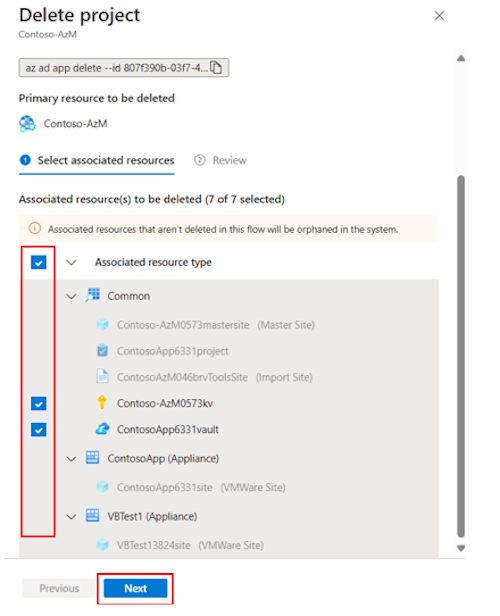 Delete project
Contoso-AzM
az ad app delete --id 807f390b-03f7-4...
Primary resource to be deleted
Contoso-AzM
1 Select associated resources 2 Review
Associated resource(s) to be deleted (7 of 7 selected)
Associated resources that aren't deleted in this flow will be orphaned in the system.
Associated resource type
Common
Contoso-AzM0573mastersite (Master Site)
ContosoApp6331project
ContosoAzM046brvToolsSite (Import Site)
Contoso-AzM0573kv
ContosoApp6331vault
ContosoApp (Appliance)
ContosoApp6331site (VMWare Site)
VBTest1 (Appliance)
VBTest13824site (VMWare Site)
Previous Next